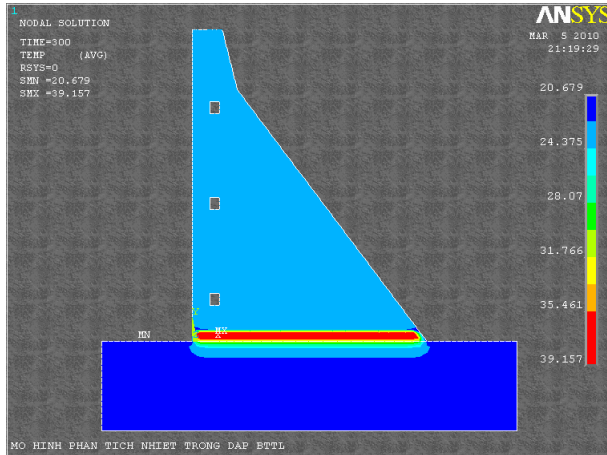 1
NODAL SOLUTION
TIME=300
TEMP (AVG)
RSYS=0
SMN =20.679
SMX =39.157
ANSYS
MAR 5 2010
21:19:29
20.679
24.375
28.07
31.766
35.461
39.157
Y
MN
MX
X
MO HINH PHAN TICH NHIET TRONG DAP BTTL